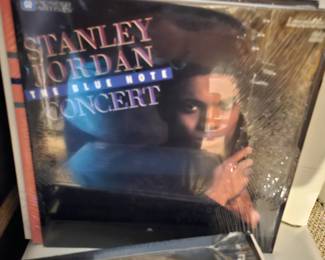 STANLEY
JORDAN
THE BLUE NOTE
CONCERT